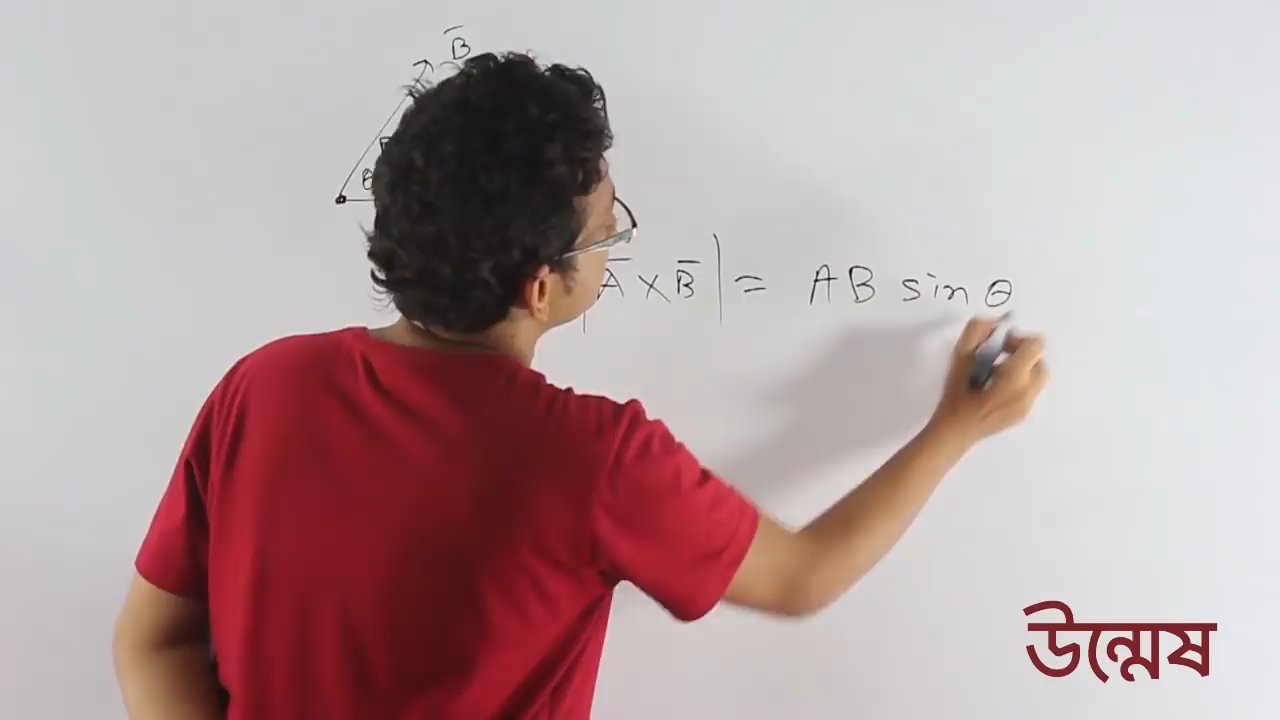 B̅
θ
|A̅ × B̅| = AB sin θ
উন্মেষ